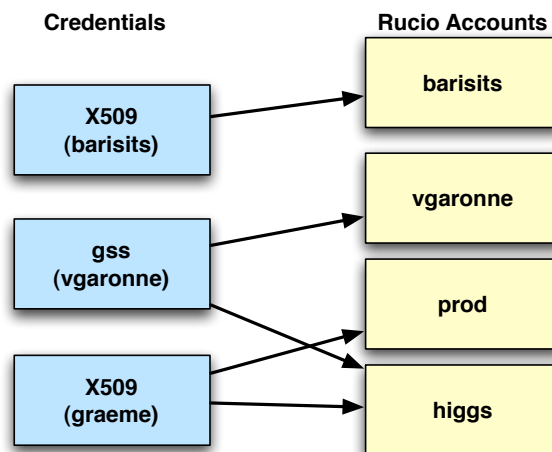 Credentials
Rucio Accounts
X509
(barisits)
barisits
gss
(vgaronne)
vgaronne
prod
X509
(graeme)
higgs